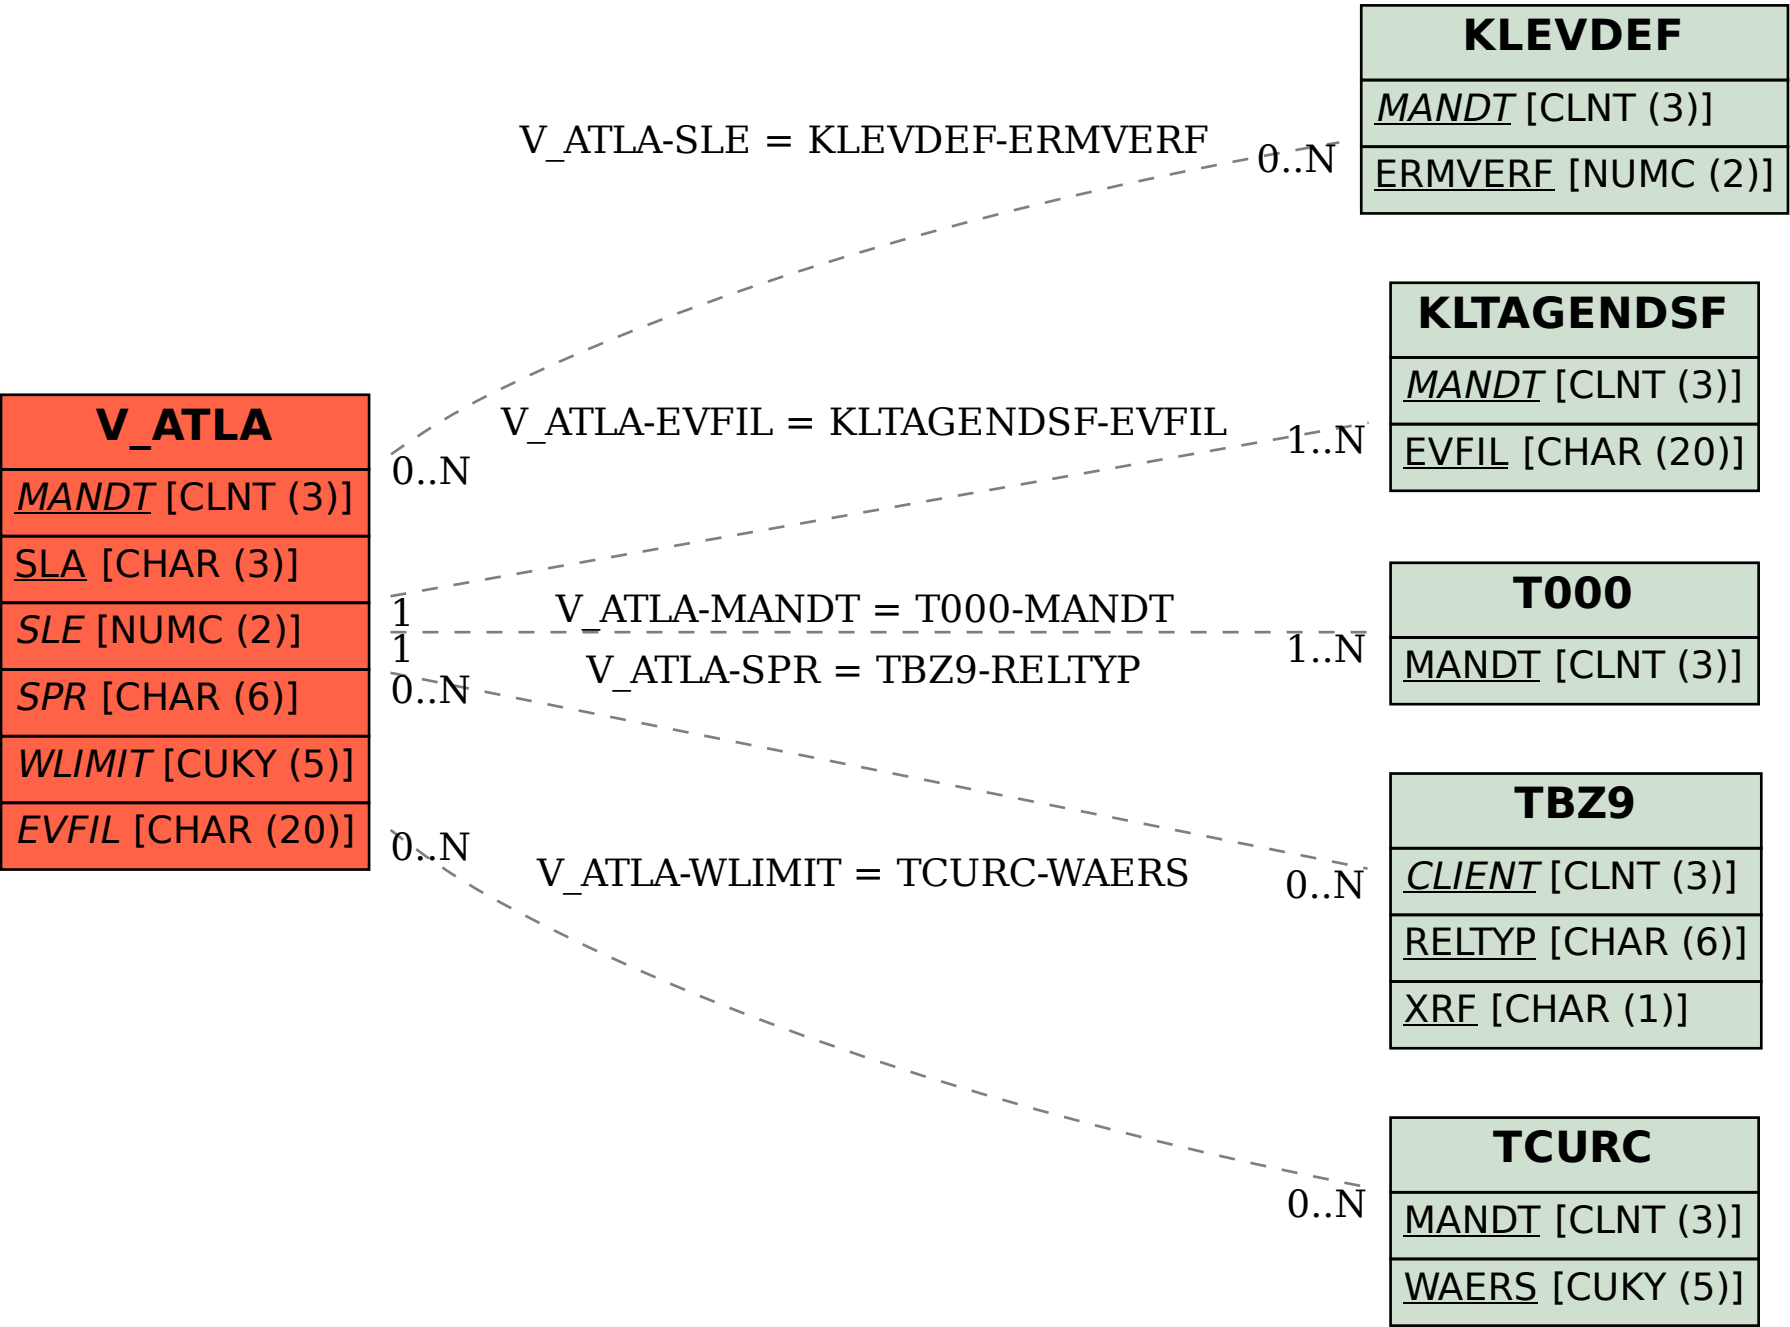 KLEVDEF
MANDT [CLNT (3)]
ERMVERF [NUMC (2)]
V_ATLA-SLE = KLEVDEF-ERMVERF
0..N
KLTAGENDSF
MANDT [CLNT (3)]
EVFIL [CHAR (20)]
V_ATLA-EVFIL = KLTAGENDSF-EVFIL
1..N
V_ATLA
MANDT [CLNT (3)]
SLA [CHAR (3)]
SLE [NUMC (2)]
SPR [CHAR (6)]
WLIMIT [CUKY (5)]
EVFIL [CHAR (20)]
0..N
1
1
0..N
0..N
V_ATLA-MANDT = T000-MANDT
1..N
T000
MANDT [CLNT (3)]
V_ATLA-SPR = TBZ9-RELTYP
0..N
TBZ9
CLIENT [CLNT (3)]
RELTYP [CHAR (6)]
XRF [CHAR (1)]
V_ATLA-WLIMIT = TCURC-WAERS
0..N
TCURC
MANDT [CLNT (3)]
WAERS [CUKY (5)]